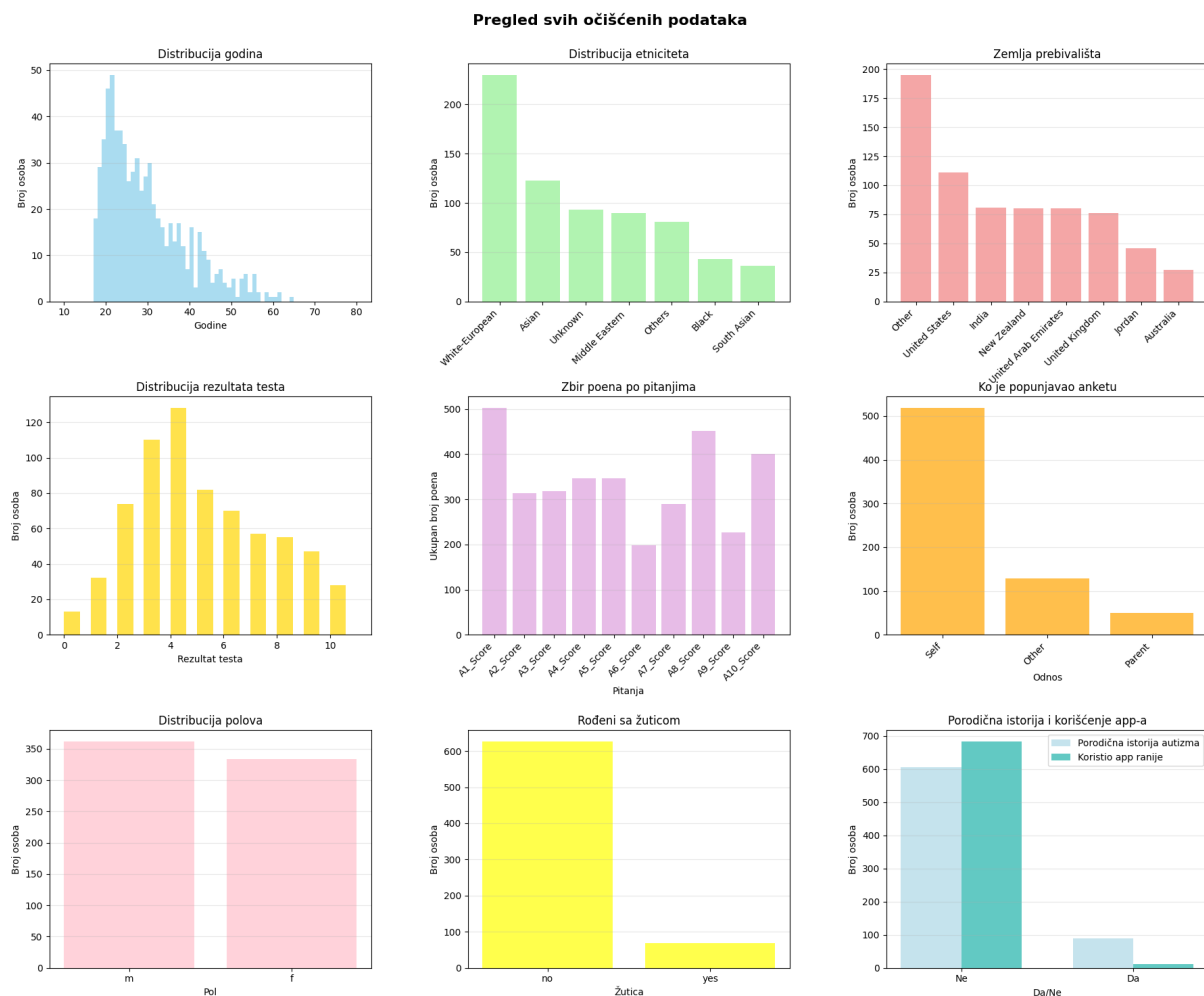 Pregled svih očišćenih podataka
Distribucija godina
Broj osoba
50
40
30
20
10
0
10 20 30 40 50 60 70 80
Godine
Distribucija etniciteta
Broj osoba
200
150
100
50
0
White-European
Asian
Unknown
Middle Eastern
Others
Black
South Asian
Zemlja prebivališta
Broj osoba
200
175
150
125
100
75
50
25
0
Other
United States
India
New Zealand
United Arab Emirates
United Kingdom
Jordan
Australia
Distribucija rezultata testa
Broj osoba
120
100
80
60
40
20
0
0 2 4 6 8 10
Rezultat testa
Zbir poena po pitanjima
Ukupan broj poena
500
400
300
200
100
0
A1_Score
A2_Score
A3_Score
A4_Score
A5_Score
A6_Score
A7_Score
A8_Score
A9_Score
A10_Score
Pitanja
Ko je popunjavao anketu
Broj osoba
500
400
300
200
100
0
Self
Other
Parent
Odnos
Distribucija polova
Broj osoba
350
300
250
200
150
100
50
0
m f
Pol
Rođeni sa žuticom
Broj osoba
600
500
400
300
200
100
0
no yes
Žutica
Porodična istorija i korišćenje app-a
Porodična istorija autizma
Koristio app ranije
Broj osoba
700
600
500
400
300
200
100
0
Ne Da
Da/Ne